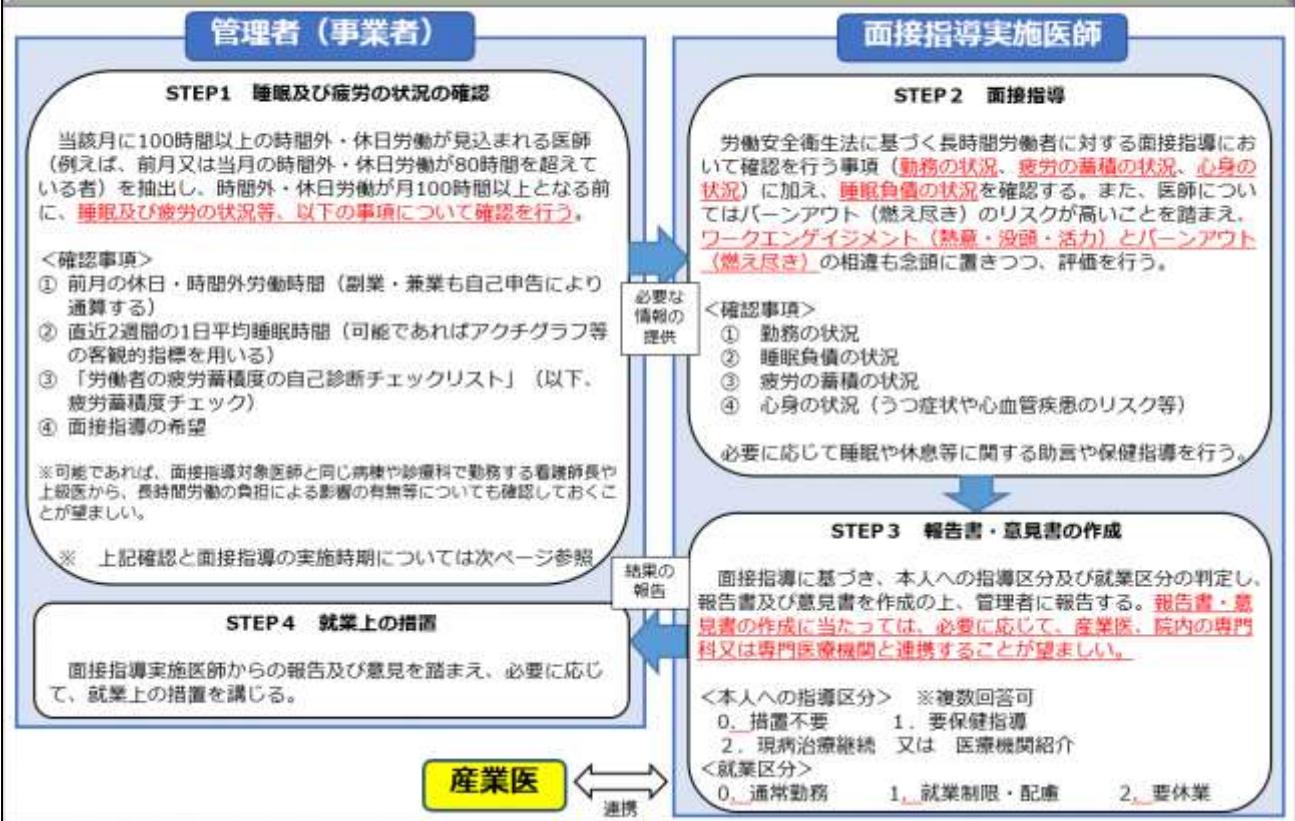 管理者（事業者）
STEP1　睡眠及び疲労の状況の確認
当該月に100時間以上の時間外・休日労働が見込まれる医師
（例えば、前月又は当月の時間外・休日労働が80時間を超えて
いる者）を抽出し、時間外・休日労働が月100時間以上となる前
に、睡眠及び疲労の状況等、以下の事項について確認を行う。
＜確認事項＞
① 前月の休日・時間外労働時間（副業・兼業も自己申告により
通算する）
② 直近2週間の1日平均睡眠時間（可能であればアクチグラフ等
の客観的指標を用いる）
③ 「労働者の疲労蓄積度の自己診断チェックリスト」（以下、
疲労蓄積度チェック）
④ 面接指導の希望
※可能であれば、面接指導対象医師と同じ病棟や診療科で勤務する看護師長や
上級医から、長時間労働の負担による影響の有無等についても確認しておくこ
とが望ましい。
※　上記確認と面接指導の実施時期については次ページ参照
必要な
情報の
提供
面接指導実施医師
STEP２　面接指導
労働安全衛生法に基づく長時間労働者に対する面接指導にお
いて確認を行う事項（勤務の状況、疲労の蓄積の状況、心身の
状況）に加え、睡眠負債の状況を確認する。また、医師につい
てはバーンアウト（燃え尽き）のリスクが高いことを踏まえ、
ワークエンゲイジメント（熱意・没頭・活力）とバーンアウト
（燃え尽き）の相違も念頭に置きつつ、評価を行う。
＜確認事項＞
①　勤務の状況
②　睡眠負債の状況
③　疲労の蓄積の状況
④　心身の状況（うつ症状や心血管疾患のリスク等）
必要に応じて睡眠や休息等に関する助言や保健指導を行う。
STEP３　報告書・意見書の作成
面接指導に基づき、本人への指導区分及び就業区分の判定し、
報告書及び意見書を作成の上、管理者に報告する。報告書・意
見書の作成に当たっては、必要に応じて、産業医、院内の専門
科又は専門医療機関と連携することが望ましい。
＜本人への指導区分＞　※複数回答可
０．措置不要　　１．要保健指導
２．現病治療継続　又は　医療機関紹介
＜就業区分＞
０．通常勤務　　１．就業制限・配慮　　２．要休業
結果の
報告
STEP４　就業上の措置
面接指導実施医師からの報告及び意見を踏まえ、必要に応じ
て、就業上の措置を講じる。
産業医
連携